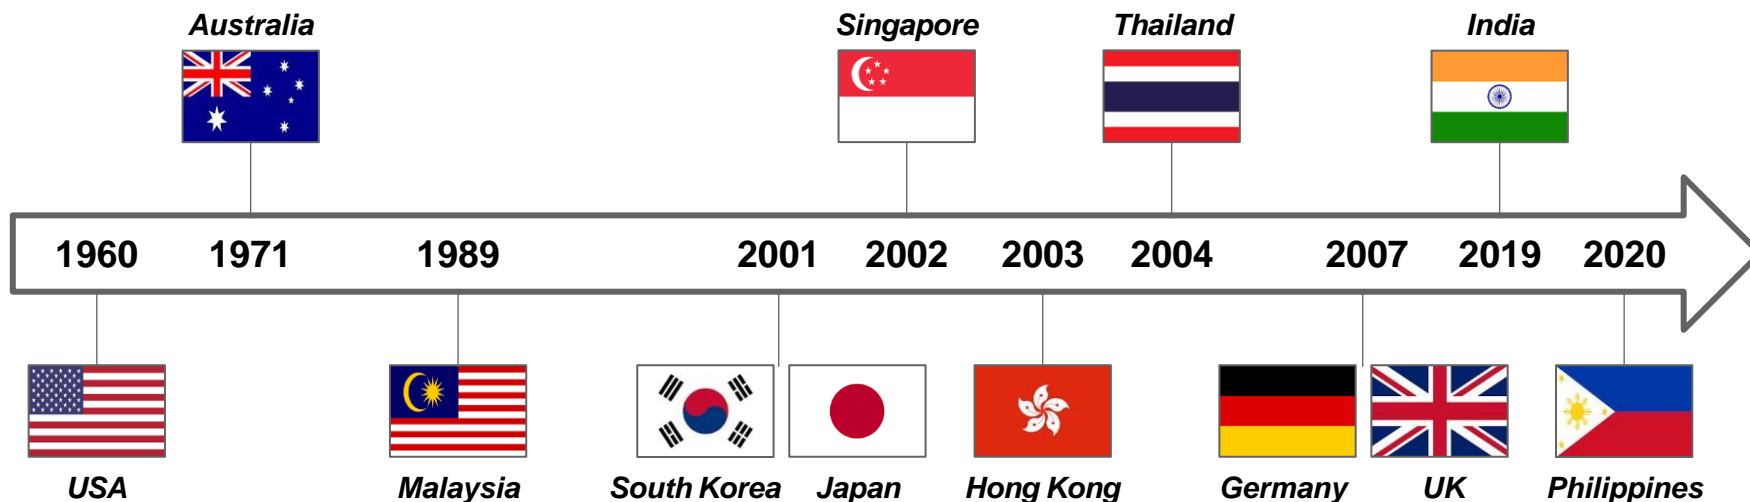 Australia
Singapore
Thailand
India
1960
1971
1989
2001
2002
2003
2004
2007
2019
2020
USA
Malaysia
South Korea
Japan
Hong Kong
Germany
UK
Philippines